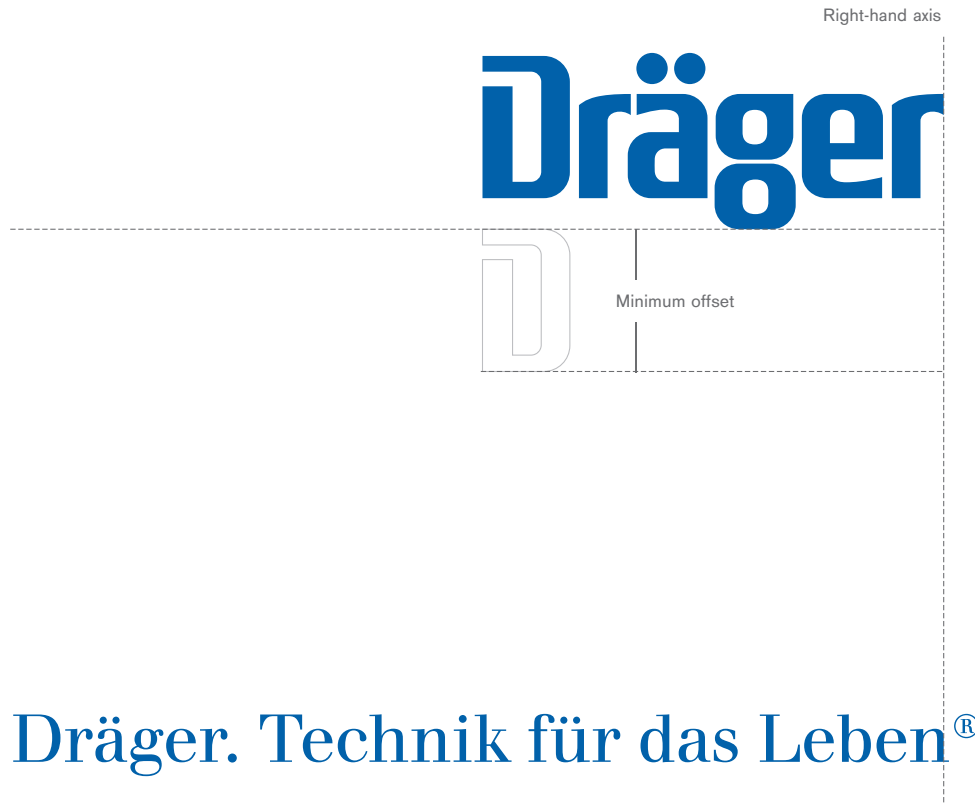 Right-hand axis
Dräger
D
Minimum offset
Dräger. Technik für das Leben®